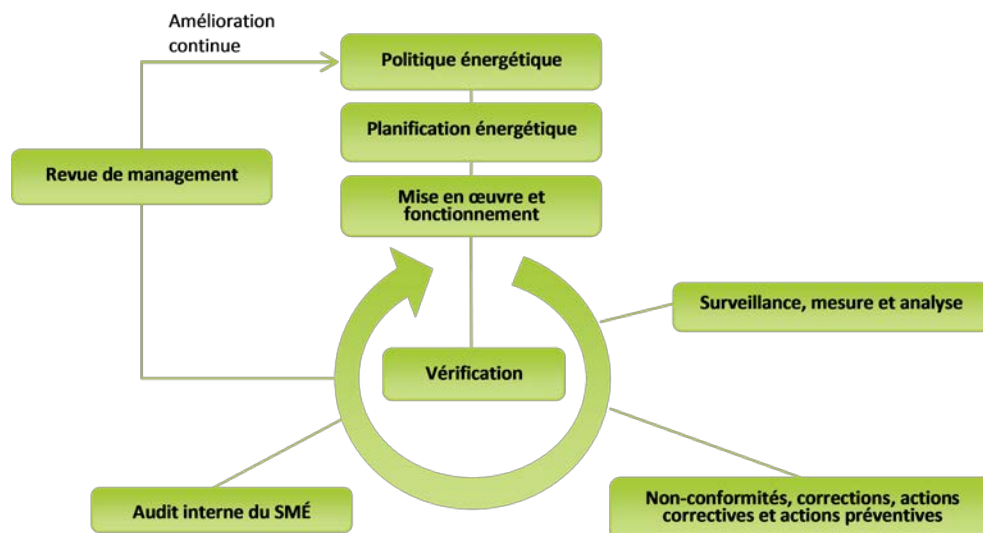 Amélioration
continue
Politique énergétique
Planification énergétique
Revue de management
Mise en œuvre et
fonctionnement
Surveillance, mesure et analyse
Vérification
Audit interne du SMÉ
Non-conformités, corrections, actions
correctives et actions préventives